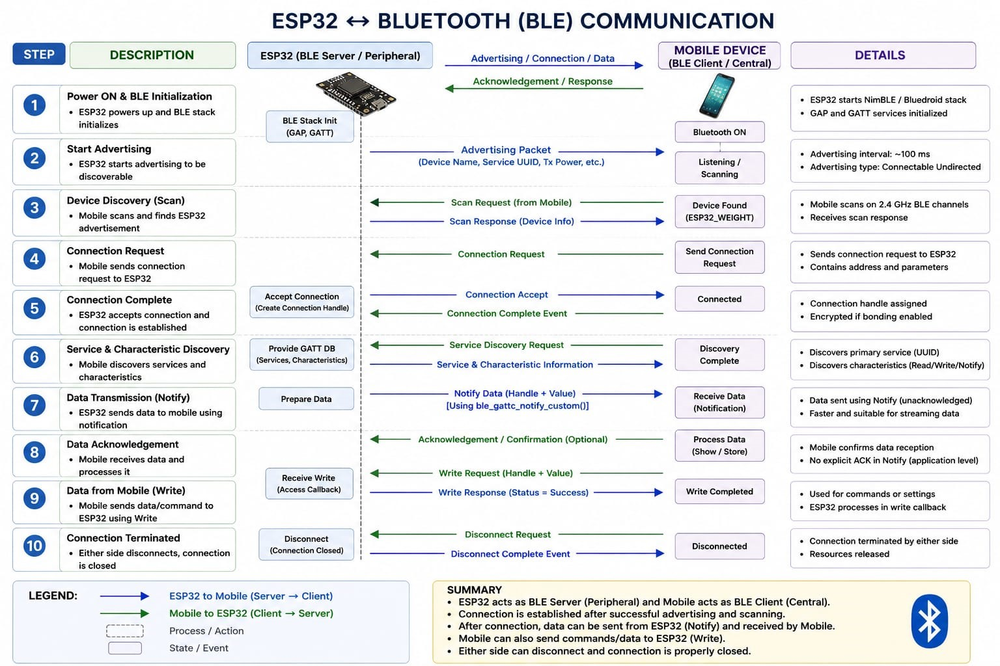 ESP32 ↔ BLUETOOTH (BLE) COMMUNICATION
STEP
DESCRIPTION
ESP32 (BLE Server / Peripheral)
Advertising / Connection / Data
Acknowledgement / Response
MOBILE DEVICE
(BLE Client / Central)
DETAILS
1
Power ON & BLE Initialization
• ESP32 powers up and BLE stack
initializes
BLE Stack Init
(GAP, GATT)
Bluetooth ON
• ESP32 starts NimBLE / Bluedroid stack
• GAP and GATT services initialized
2
Start Advertising
• ESP32 starts advertising to be
discoverable
Advertising Packet
(Device Name, Service UUID, Tx Power, etc.)
Listening /
Scanning
• Advertising interval: ~100 ms
• Advertising type: Connectable Undirected
3
Device Discovery (Scan)
• Mobile scans and finds ESP32
advertisement
Scan Request (from Mobile)
Scan Response (Device Info)
Device Found
(ESP32_WEIGHT)
• Mobile scans on 2.4 GHz BLE channels
• Receives scan response
4
Connection Request
• Mobile sends connection
request to ESP32
Connection Request
Send Connection
Request
• Sends connection request to ESP32
• Contains address and parameters
5
Connection Complete
• ESP32 accepts connection and
connection is established
Accept Connection
(Create Connection Handle)
Connection Accept
Connection Complete Event
Connected
• Connection handle assigned
• Encrypted if bonding enabled
6
Service & Characteristic Discovery
• Mobile discovers services and
characteristics
Provide GATT DB
(Services, Characteristics)
Service Discovery Request
Service & Characteristic Information
Discovery
Complete
• Discovers primary service (UUID)
• Discovers characteristics (Read/Write/Notify)
7
Data Transmission (Notify)
• ESP32 sends data to mobile using
notification
Prepare Data
Notify Data (Handle + Value)
[Using ble_gattc_notify_custom()]
Receive Data
(Notification)
• Data sent using Notify (unacknowledged)
• Faster and suitable for streaming data
8
Data Acknowledgement
• Mobile receives data and
processes it
Acknowledgement / Confirmation (Optional)
Process Data
(Show / Store)
• Mobile confirms data reception
• No explicit ACK in Notify (application level)
9
Data from Mobile (Write)
• Mobile sends data/command to
ESP32 using Write
Receive Write
(Access Callback)
Write Request (Handle + Value)
Write Response (Status = Success)
Write Completed
• Used for commands or settings
• ESP32 processes in write callback
10
Connection Terminated
• Either side disconnects, connection
is closed
Disconnect
(Connection Closed)
Disconnect Request
Disconnect Complete Event
Disconnected
• Connection terminated by either side
• Resources released
LEGEND:
ESP32 to Mobile (Server → Client)
Mobile to ESP32 (Client → Server)
Process / Action
State / Event
SUMMARY
• ESP32 acts as BLE Server (Peripheral) and Mobile acts as BLE Client (Central).
• Connection is established after successful advertising and scanning.
• After connection, data can be sent from ESP32 (Notify) and received by Mobile.
• Mobile can also send commands/data to ESP32 (Write).
• Either side can disconnect and connection is properly closed.